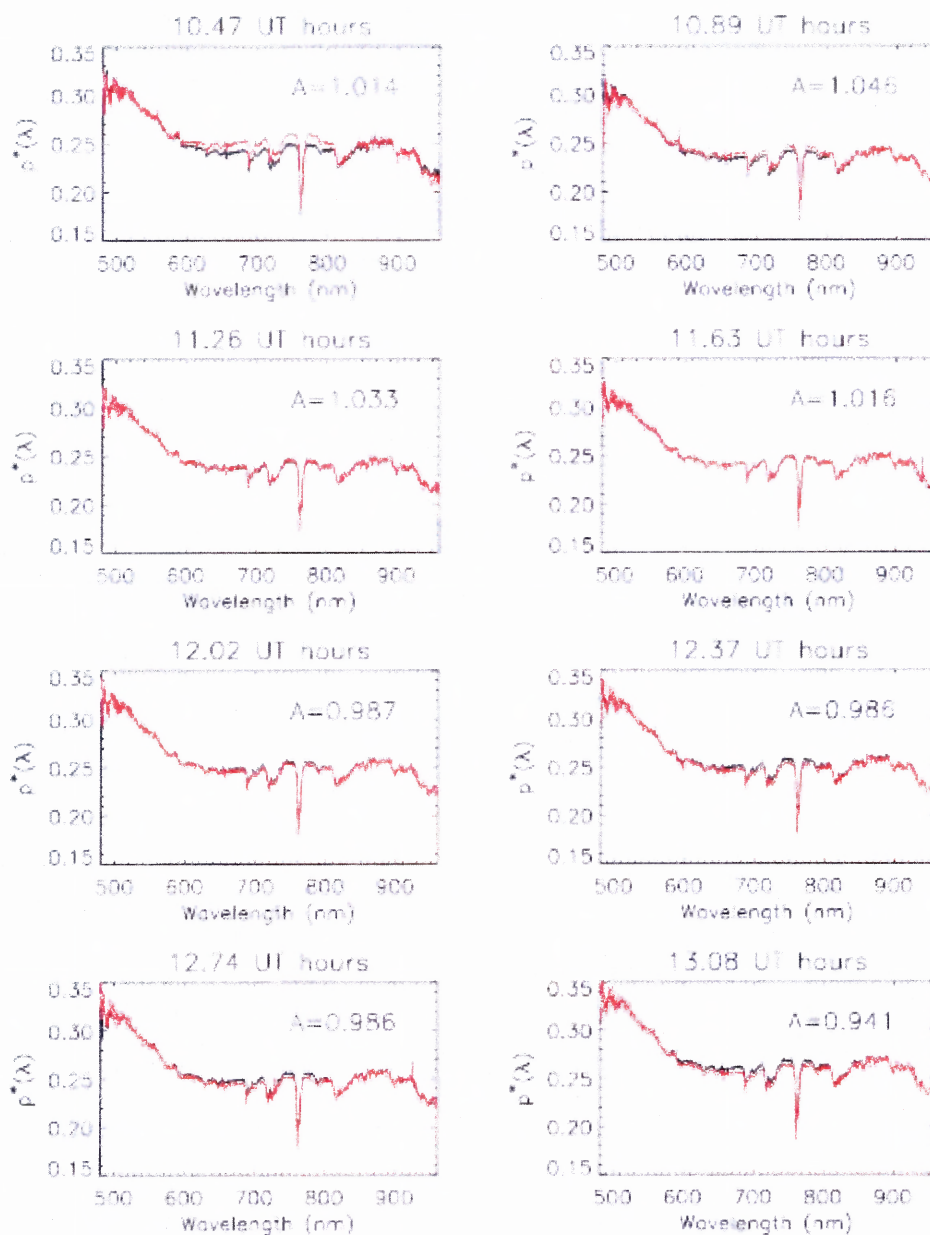 10.47 UT hours
0.35
0.30
0.25
0.20
0.15
p*(λ)
A=1.014
500 600 700 800 900
Wavelength (nm)
10.89 UT hours
0.35
0.30
0.25
0.20
0.15
p*(λ)
A=1.046
500 600 700 800 900
Wavelength (nm)
11.26 UT hours
0.35
0.30
0.25
0.20
0.15
p*(λ)
A=1.033
500 600 700 800 900
Wavelength (nm)
11.63 UT hours
0.35
0.30
0.25
0.20
0.15
p*(λ)
A=1.016
500 600 700 800 900
Wavelength (nm)
12.02 UT hours
0.35
0.30
0.25
0.20
0.15
p*(λ)
A=0.987
500 600 700 800 900
Wavelength (nm)
12.37 UT hours
0.35
0.30
0.25
0.20
0.15
p*(λ)
A=0.986
500 600 700 800 900
Wavelength (nm)
12.74 UT hours
0.35
0.30
0.25
0.20
0.15
p*(λ)
A=0.986
500 600 700 800 900
Wavelength (nm)
13.08 UT hours
0.35
0.30
0.25
0.20
0.15
p*(λ)
A=0.941
500 600 700 800 900
Wavelength (nm)